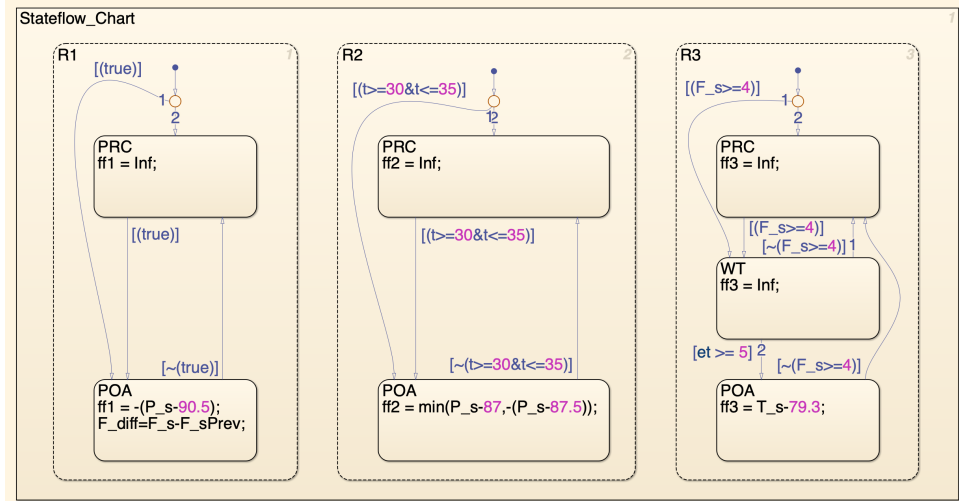 Stateflow_Chart
1
R1
1
[(true)]
1
2
PRC
ff1 = Inf;
[(true)]
[~(true)]
POA
ff1 = -(P_s-90.5);
F_diff=F_s-F_sPrev;
R2
2
[(t>=30&t<=35)]
1
2
PRC
ff2 = Inf;
[(t>=30&t<=35)]
[~(t>=30&t<=35)]
POA
ff2 = min(P_s-87,-(P_s-87.5));
R3
3
[(F_s>=4)]
1
2
PRC
ff3 = Inf;
[(F_s>=4)]
[~(F_s>=4)]
1
WT
ff3 = Inf;
[et >= 5]
2
[~(F_s>=4)]
POA
ff3 = T_s-79.3;